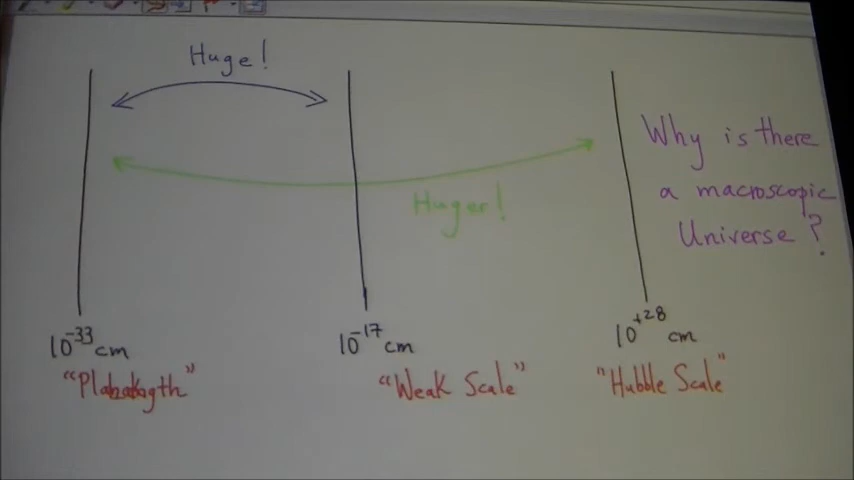 Huge!
Huger!
Why is there
a macroscopic
Universe?
10⁻³³ cm
10⁻¹⁷ cm
10⁺²⁸ cm
"Weak Scale"
"Hubble Scale"